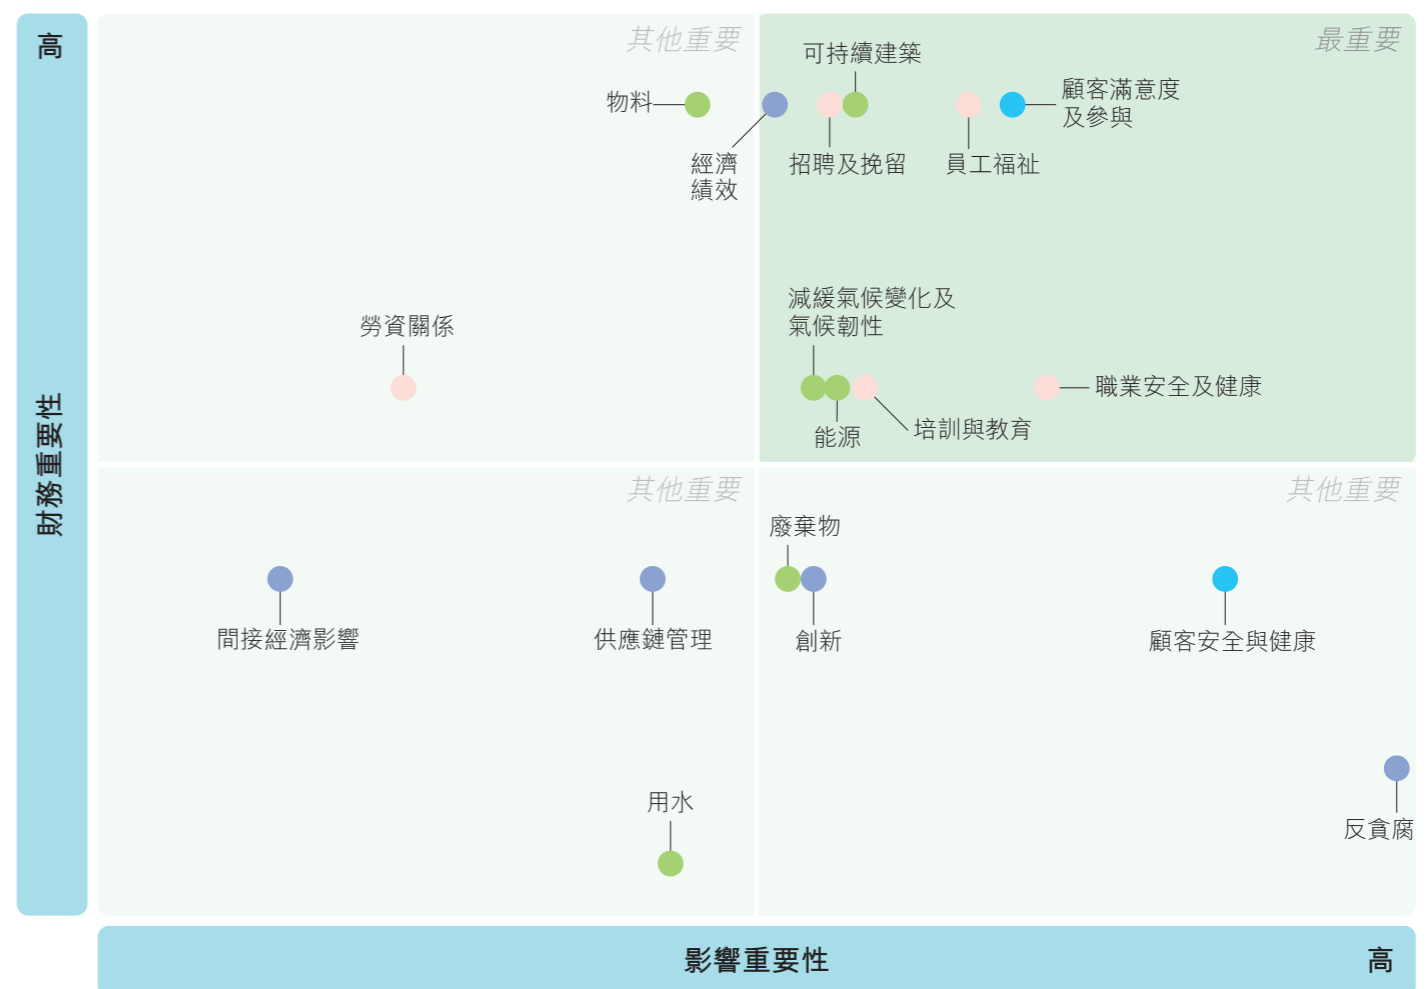 高
財務重要性
其他重要
最重要
可持續建築
物料
顧客滿意度
及參與
經濟
績效
招聘及挽留
員工福祉
減緩氣候變化及
氣候韌性
勞資關係
職業安全及健康
能源
培訓與教育
其他重要
其他重要
廢棄物
間接經濟影響
供應鏈管理
創新
顧客安全與健康
用水
反貪腐
影響重要性
高